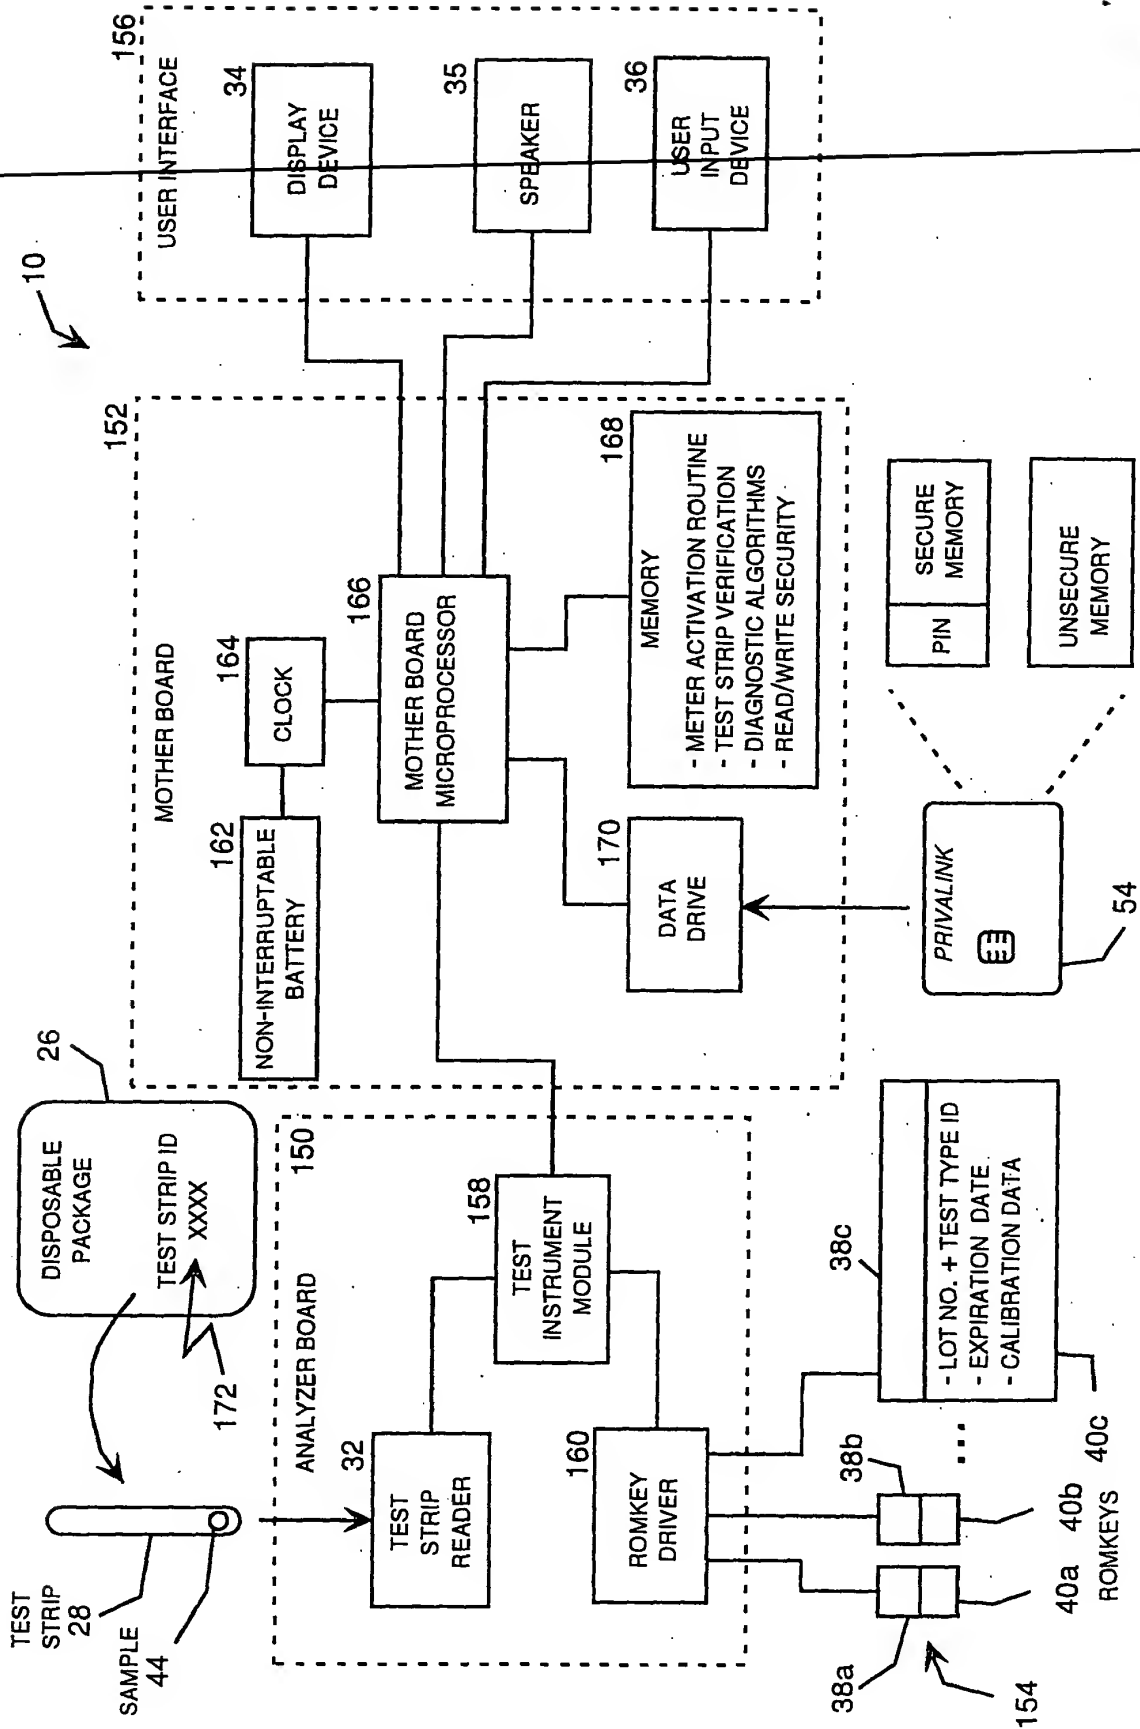 10
TEST
STRIP
28
SAMPLE
44
172
DISPOSABLE
PACKAGE
TEST STRIP ID
XXXX
26
ANALYZER BOARD
150
TEST
STRIP
READER
32
TEST
INSTRUMENT
MODULE
158
ROMKEY
DRIVER
160
38a
38b
38c
- LOT NO. + TEST TYPE ID
- EXPIRATION DATE
- CALIBRATION DATA
40a
40b
40c
ROMKEYS
154
MOTHER BOARD
152
NON-INTERRUPTABLE
BATTERY
162
CLOCK
164
MOTHER BOARD
MICROPROCESSOR
166
MEMORY
- METER ACTIVATION ROUTINE
- TEST STRIP VERIFICATION
- DIAGNOSTIC ALGORITHMS
- READ/WRITE SECURITY
168
DATA
DRIVE
170
PRIVALINK
54
PIN
SECURE
MEMORY
UNSECURE
MEMORY
USER INTERFACE
156
DISPLAY
DEVICE
34
SPEAKER
35
USER
INPUT
DEVICE
36